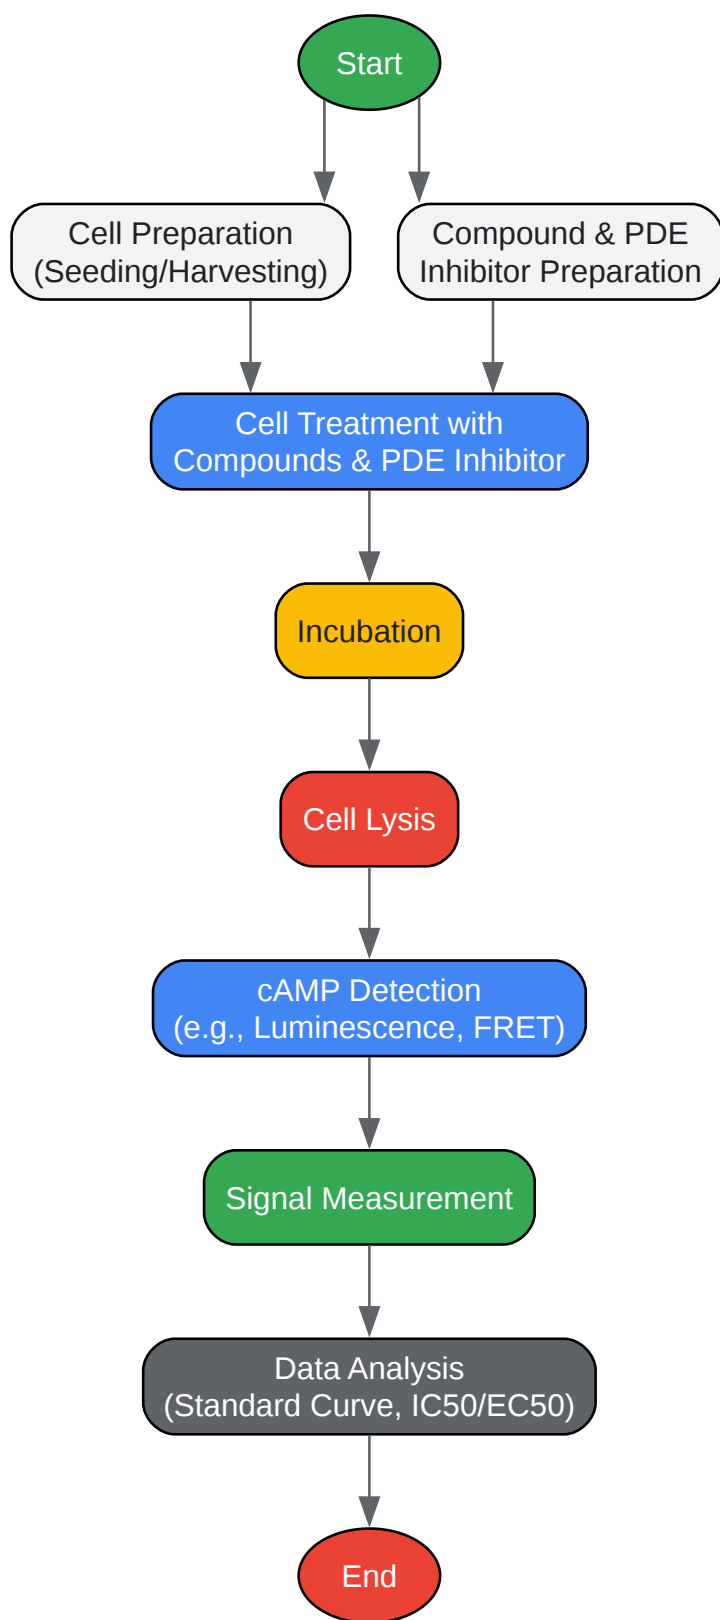 Start
Cell Preparation
(Seeding/Harvesting)
Compound & PDE
Inhibitor Preparation
Cell Treatment with
Compounds & PDE Inhibitor
Incubation
Cell Lysis
cAMP Detection
(e.g., Luminescence, FRET)
Signal Measurement
Data Analysis
(Standard Curve, IC50/EC50)
End